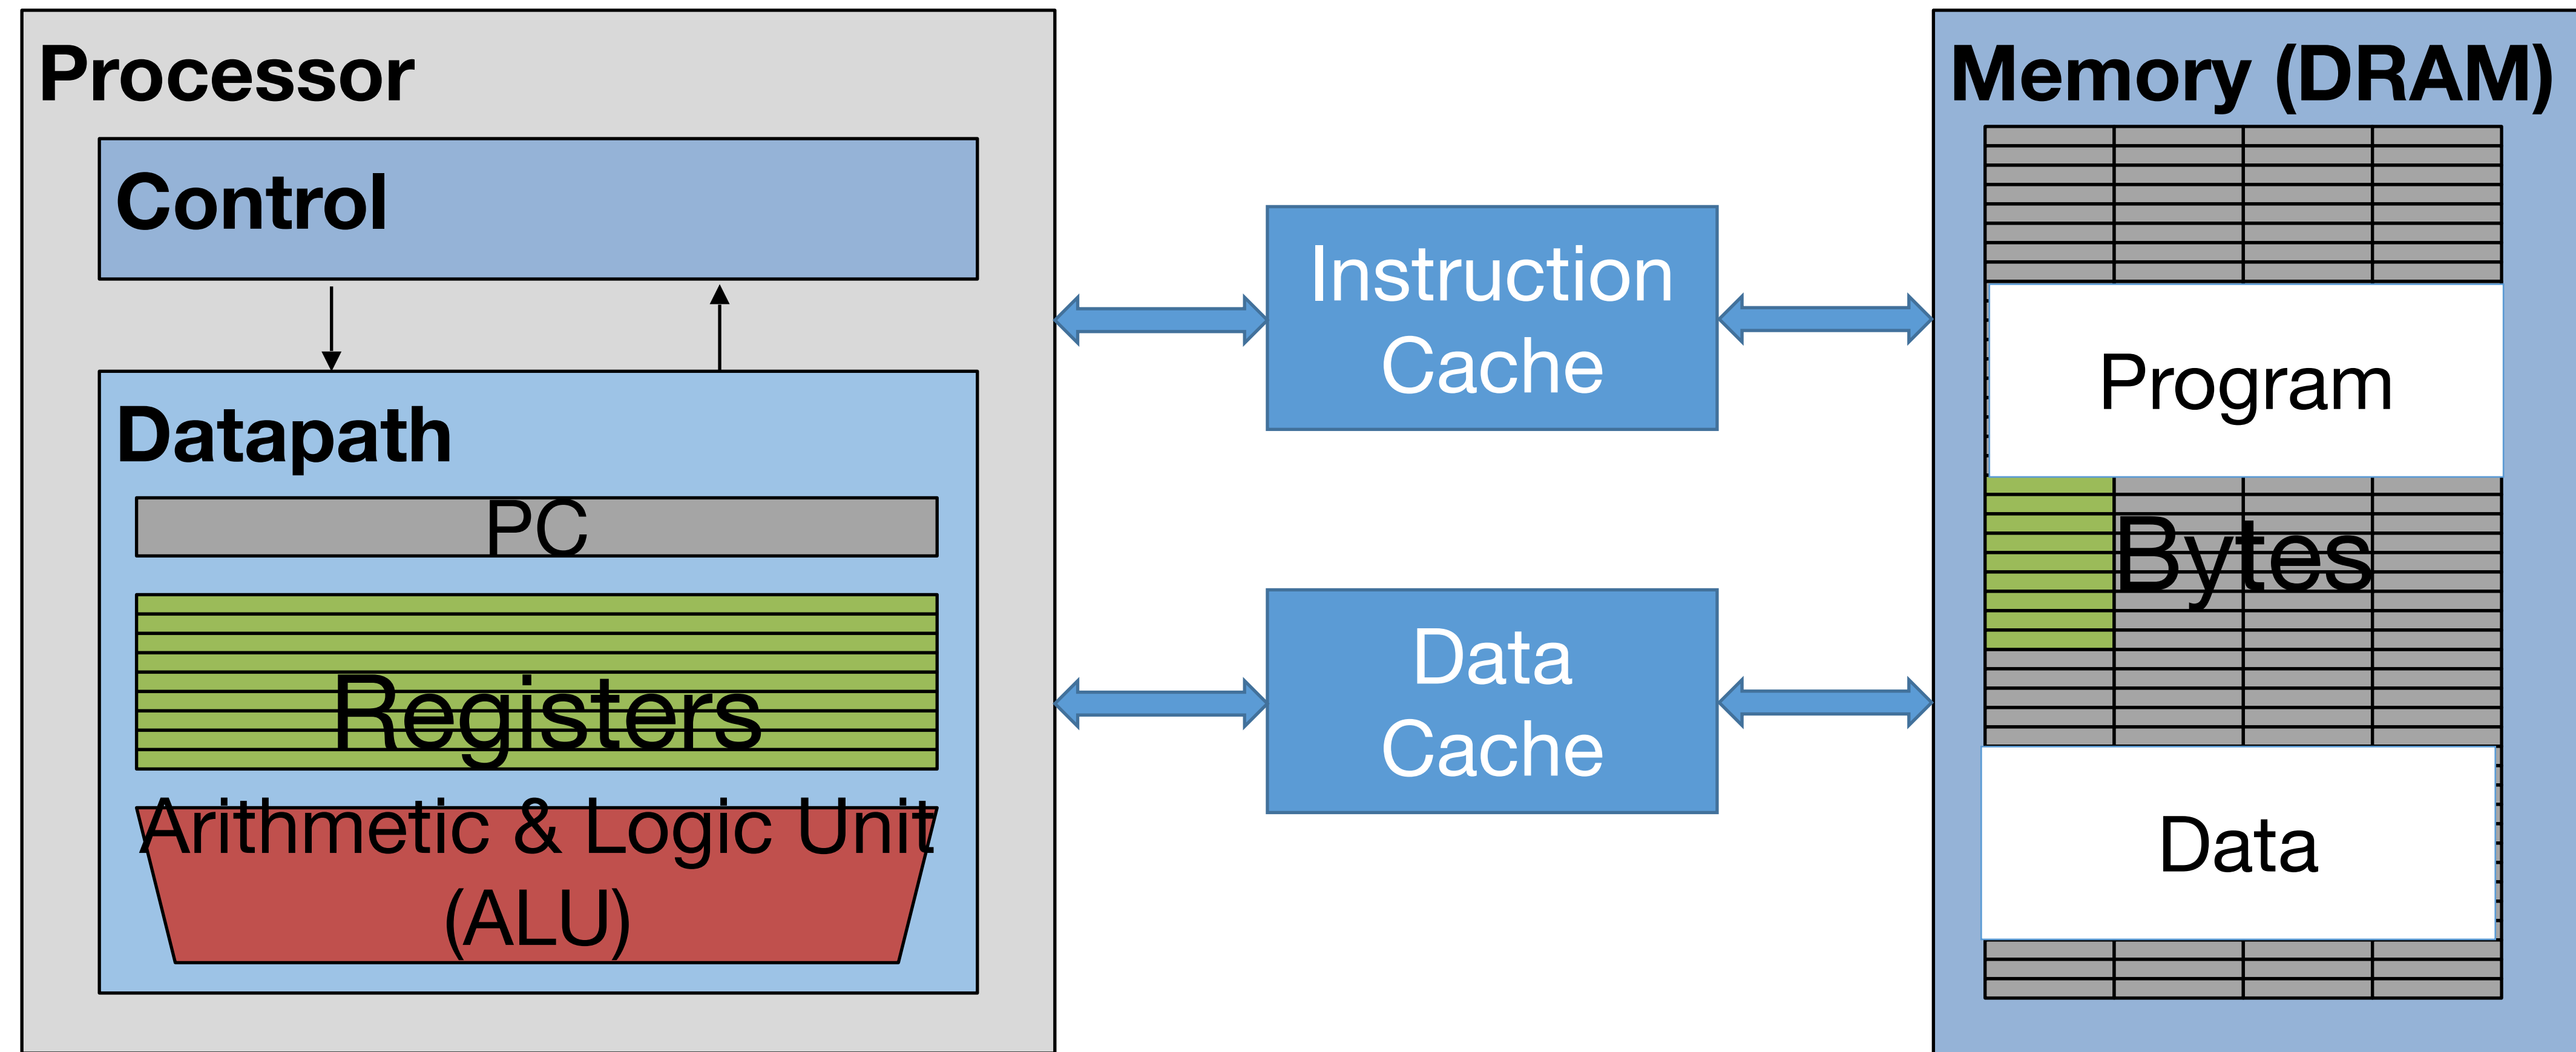 Processor
Control
Datapath
PC
Registers
Arithmetic & Logic Unit
(ALU)
Instruction
Cache
Data
Cache
Memory (DRAM)
Program
Bytes
Data